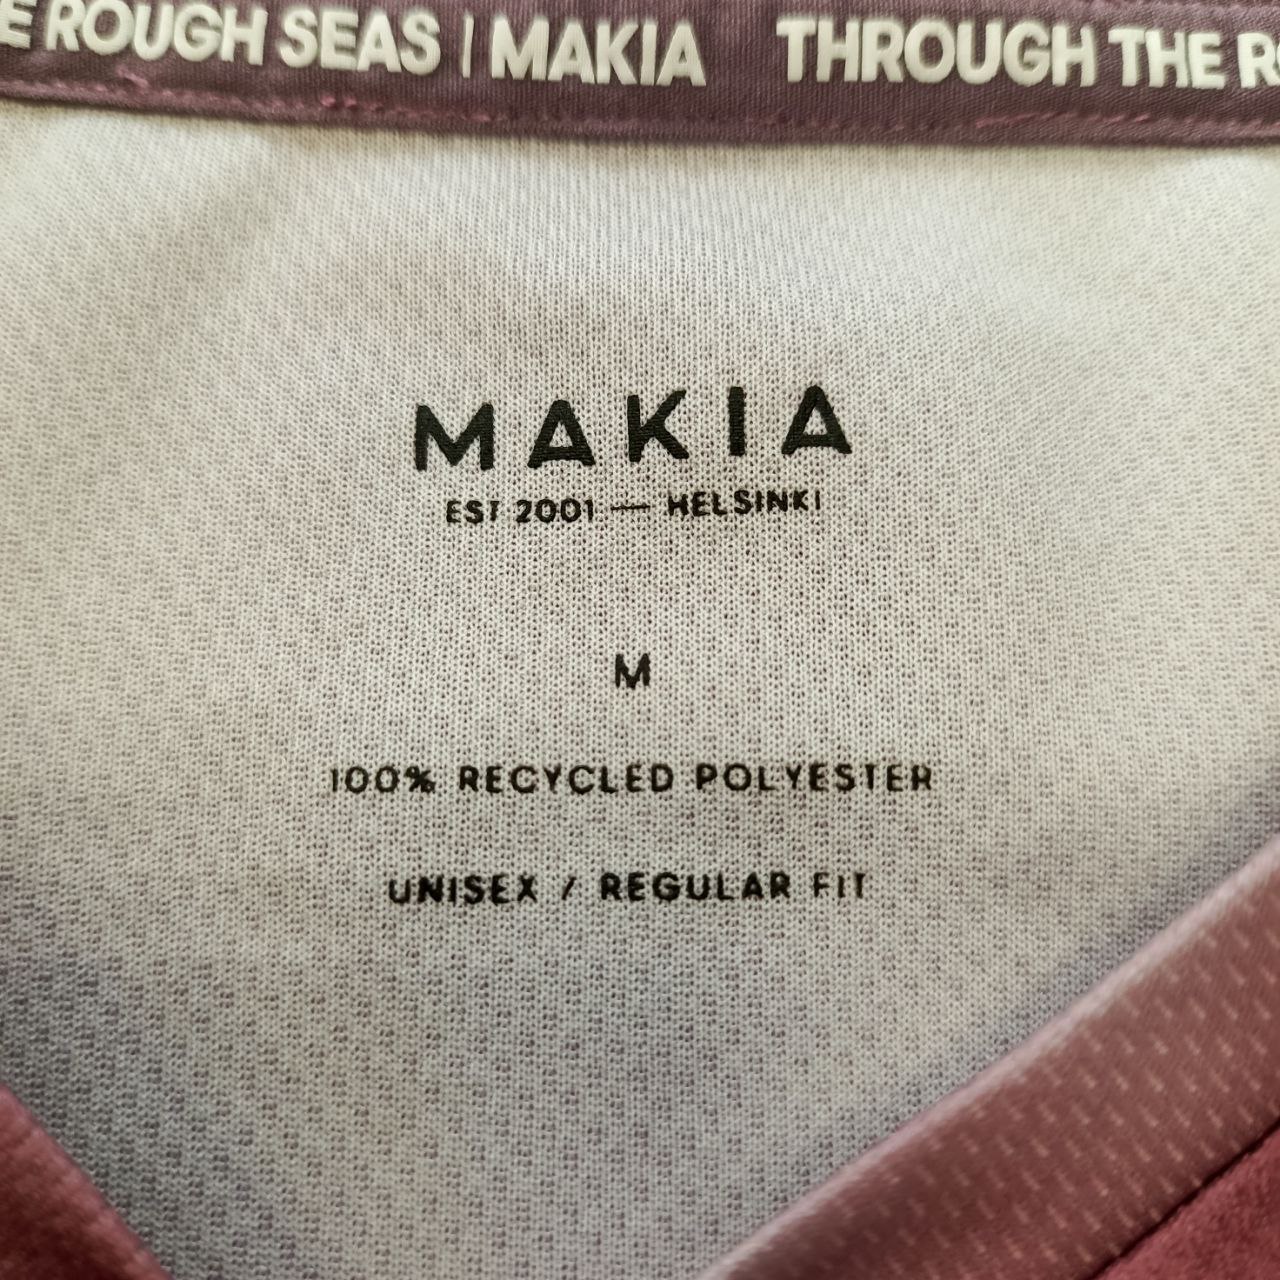 E ROUGH SEAS | MAKIA THROUGH THE R
MAKIA
EST 2001 — HELSINKI
M
100% RECYCLED POLYESTER
UNISEX / REGULAR FIT